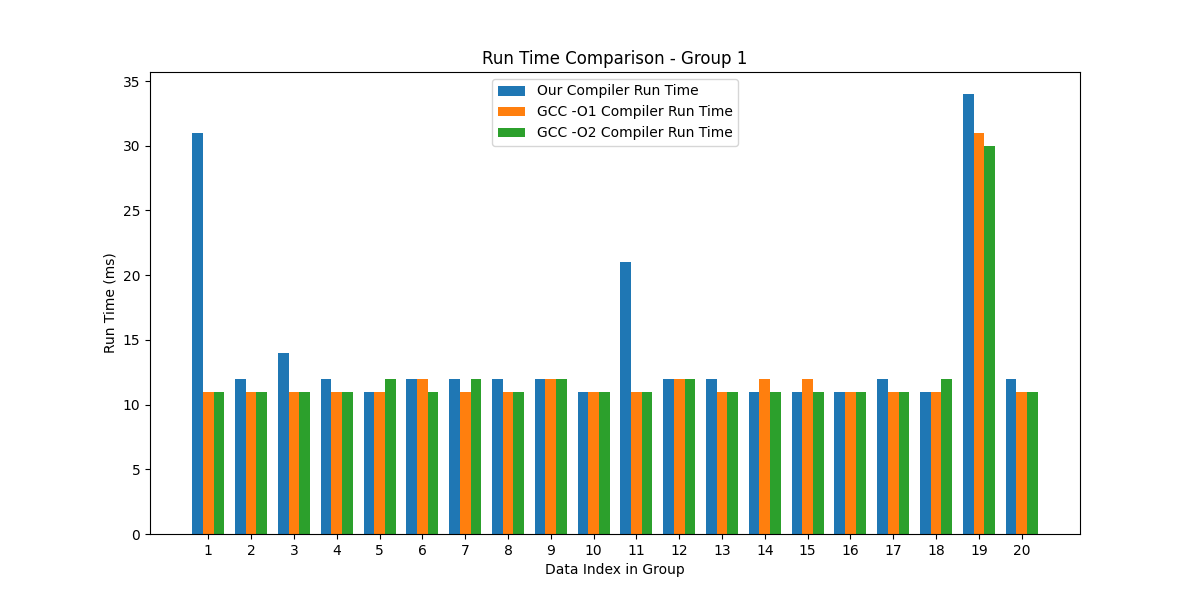 Run Time Comparison - Group 1
Our Compiler Run Time
GCC -O1 Compiler Run Time
GCC -O2 Compiler Run Time
Run Time (ms)
35
30
25
20
15
10
5
0
1 2 3 4 5 6 7 8 9 10 11 12 13 14 15 16 17 18 19 20
Data Index in Group